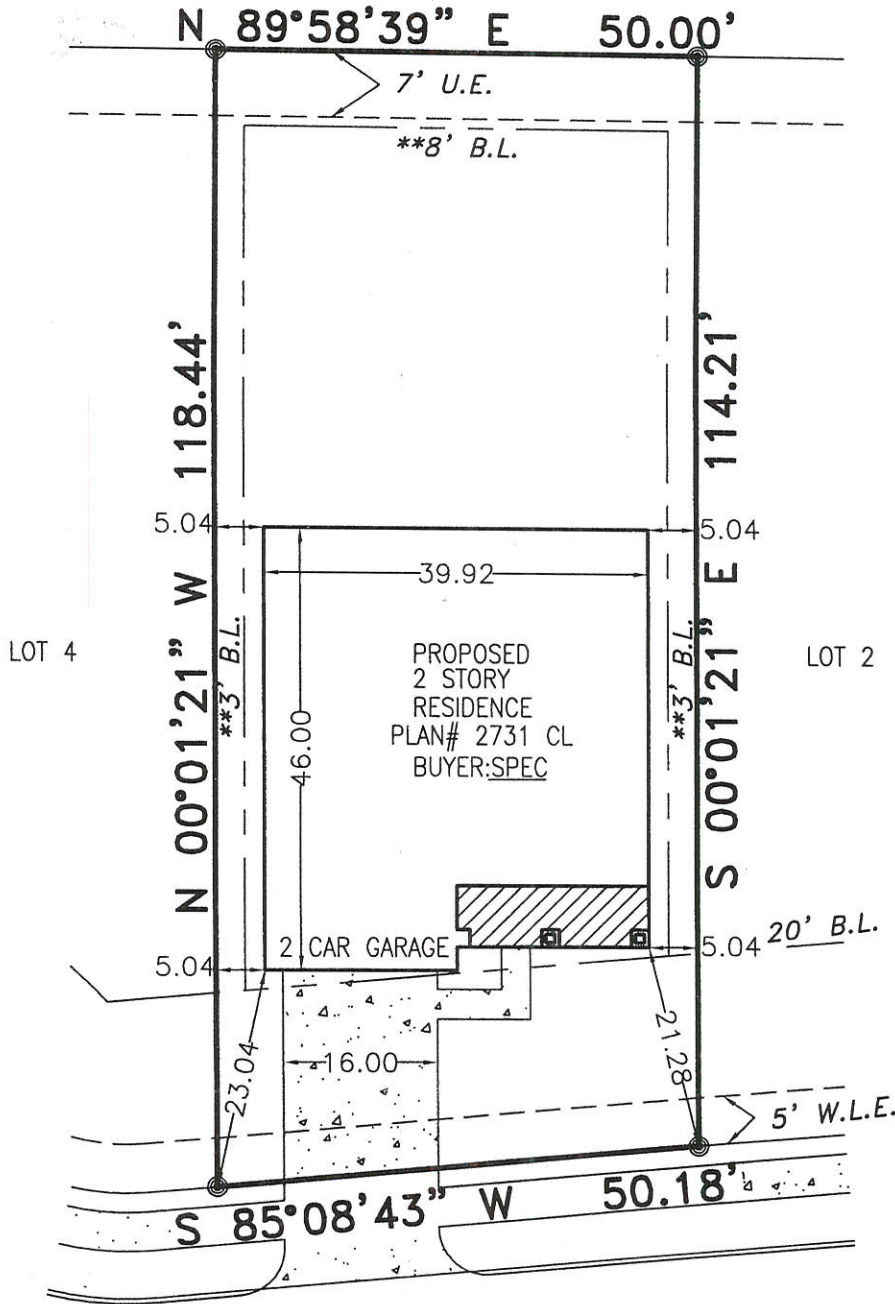 N 89°58'39" E 50.00'
7' U.E.
**8' B.L.
N 00°01'21" W 118.44'
S 00°01'21" E 114.21'
5.04
5.04
39.92
LOT 4
LOT 2
**3' B.L.
**3' B.L.
PROPOSED
2 STORY
RESIDENCE
PLAN# 2731 CL
BUYER:SPEC
46.00
2 CAR GARAGE
5.04
5.04
20' B.L.
23.04
16.00
21.28
5' W.L.E.
S 85°08'43" W 50.18'